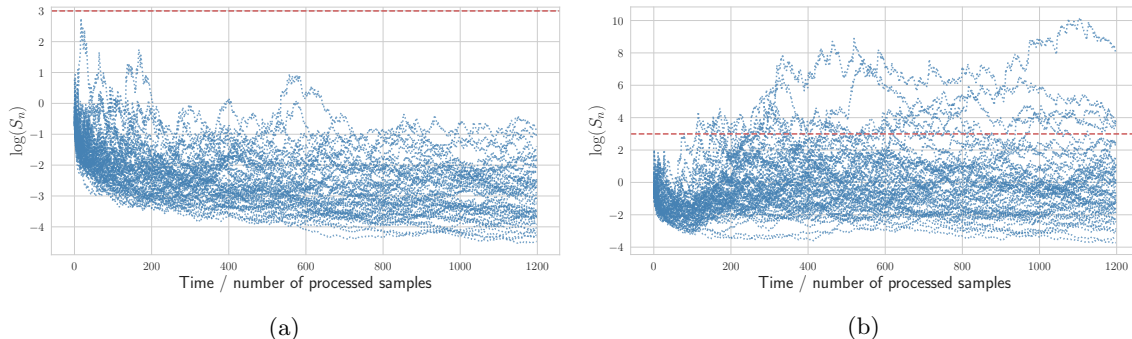 3
2
1
0
−1
−2
−3
−4
log(Sₙ)
0 200 400 600 800 1000 1200
Time / number of processed samples
(a)
10
8
6
4
2
0
−2
−4
log(Sₙ)
0 200 400 600 800 1000 1200
Time / number of processed samples
(b)